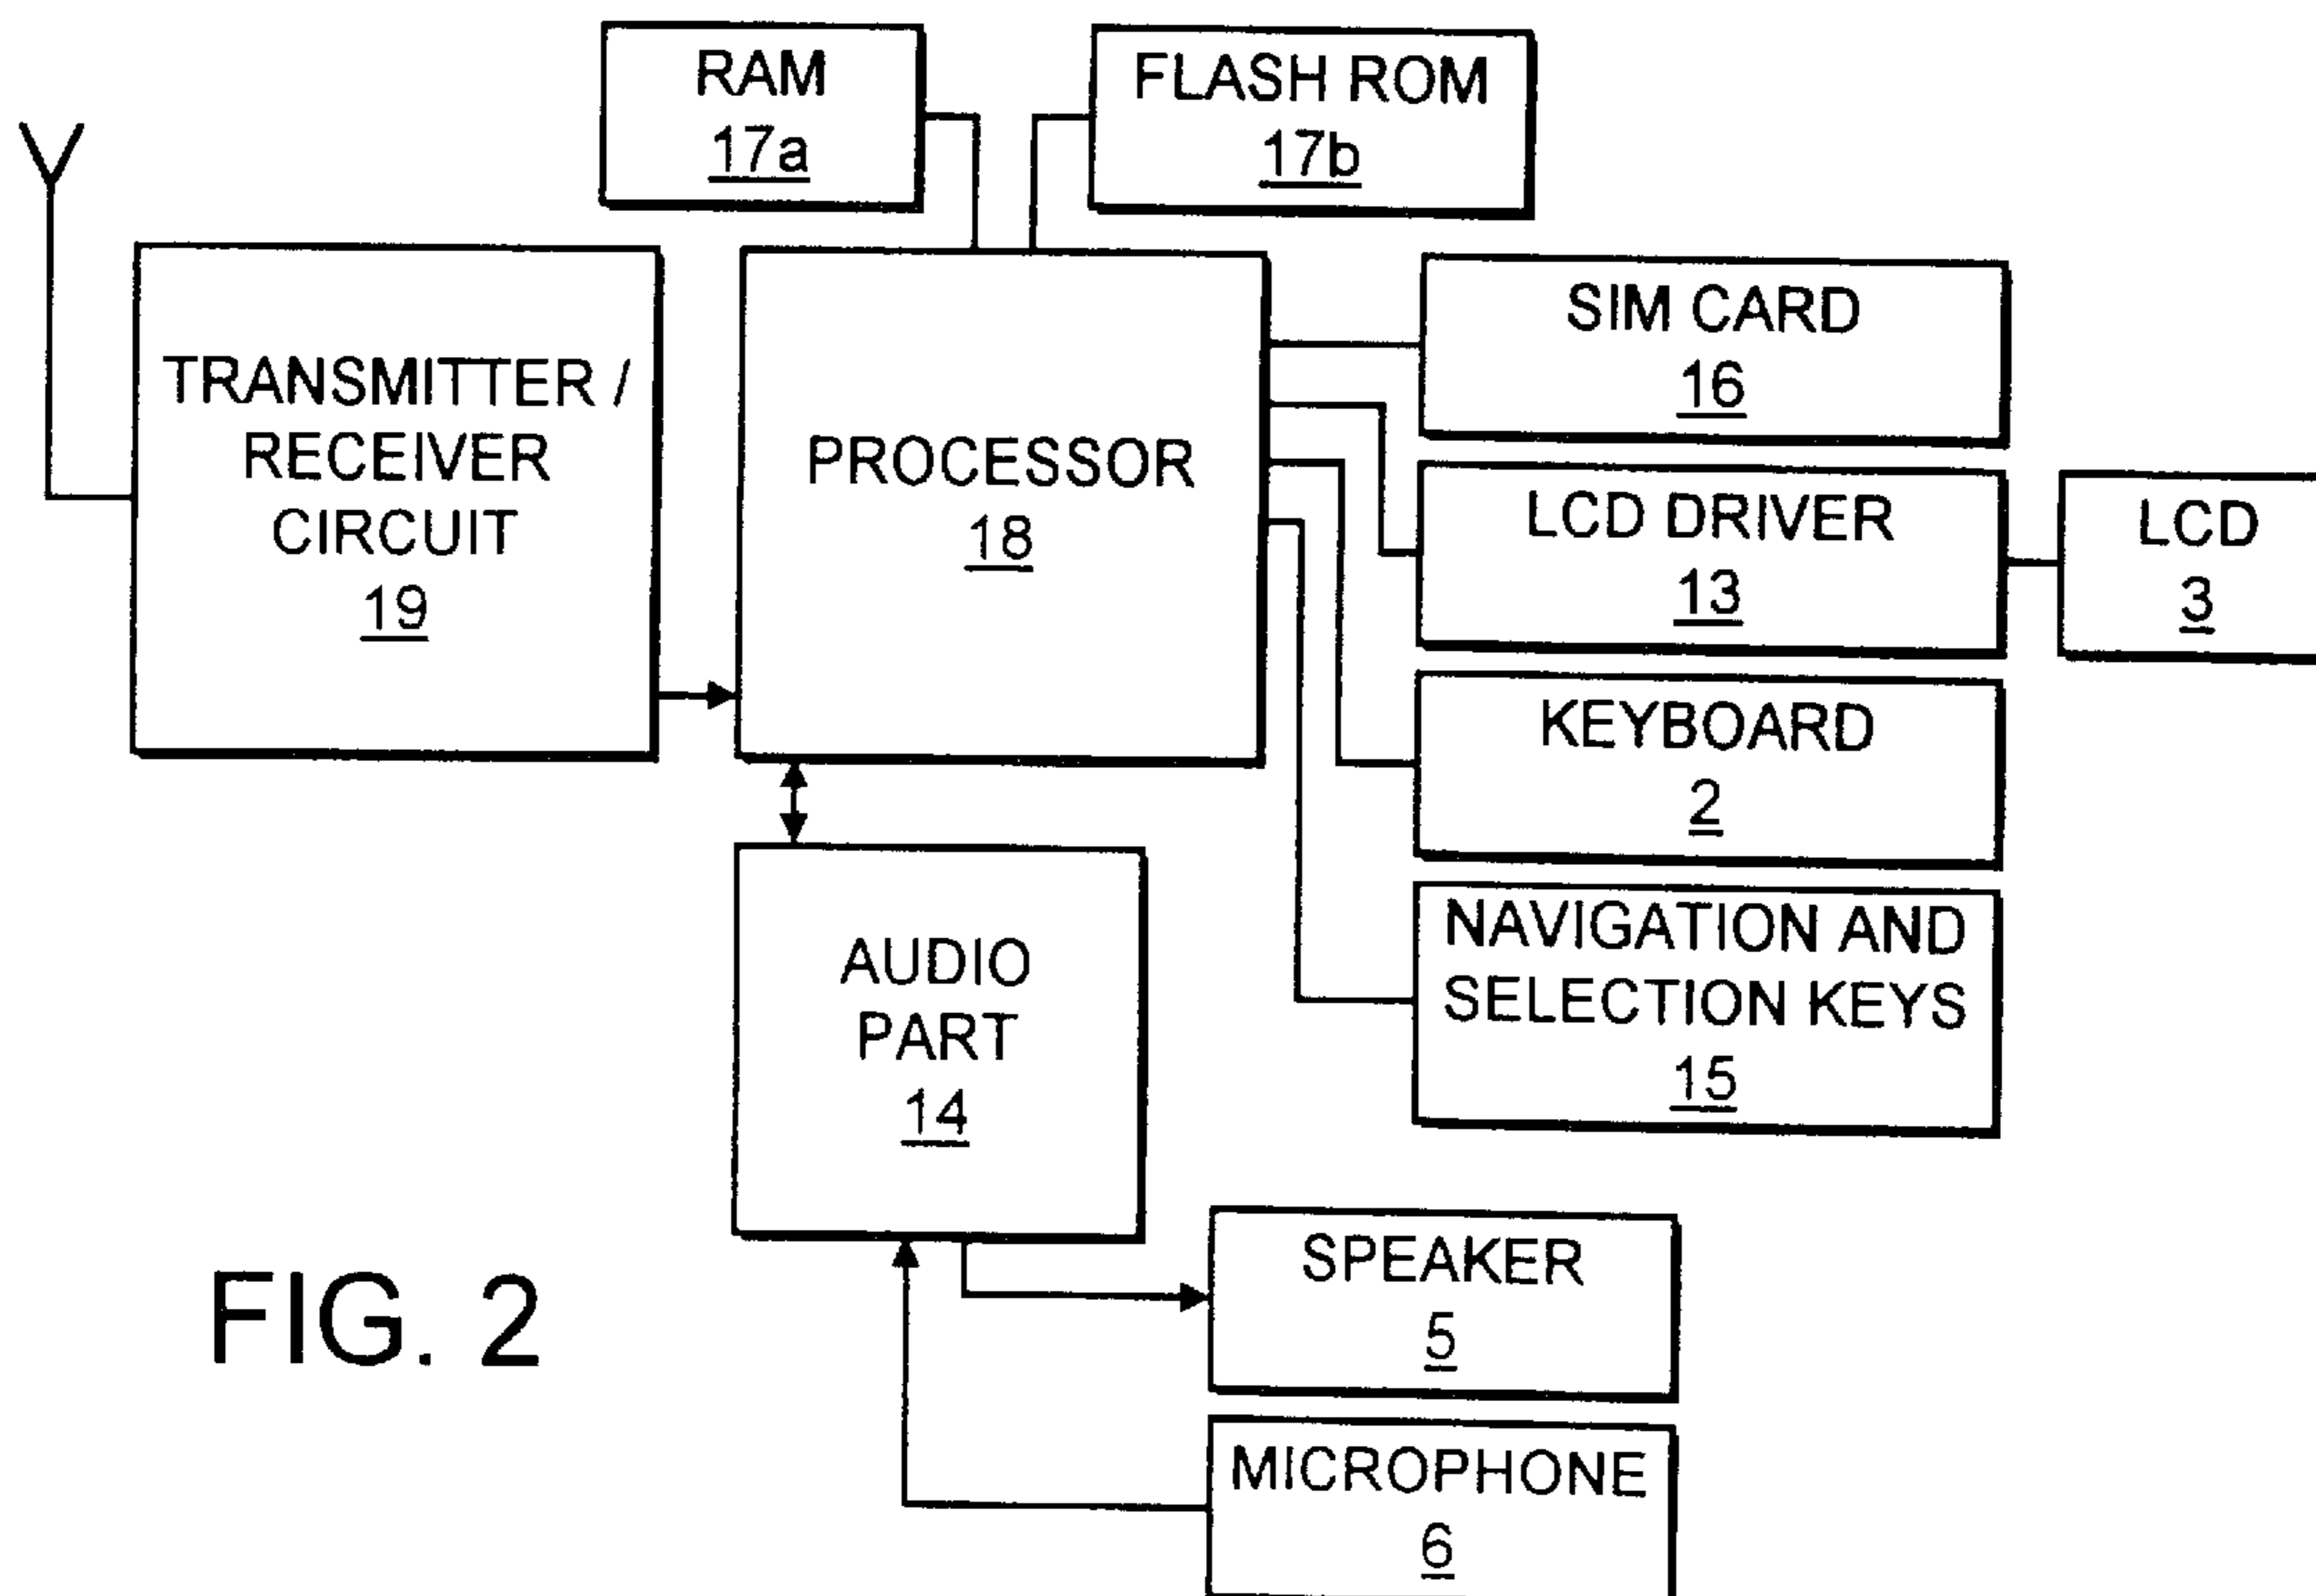 RAM
17a
FLASH ROM
17b
TRANSMITTER /
RECEIVER
CIRCUIT
19
PROCESSOR
18
SIM CARD
16
LCD DRIVER
13
LCD
3
KEYBOARD
2
NAVIGATION AND
SELECTION KEYS
15
AUDIO
PART
14
SPEAKER
5
MICROPHONE
6
FIG. 2